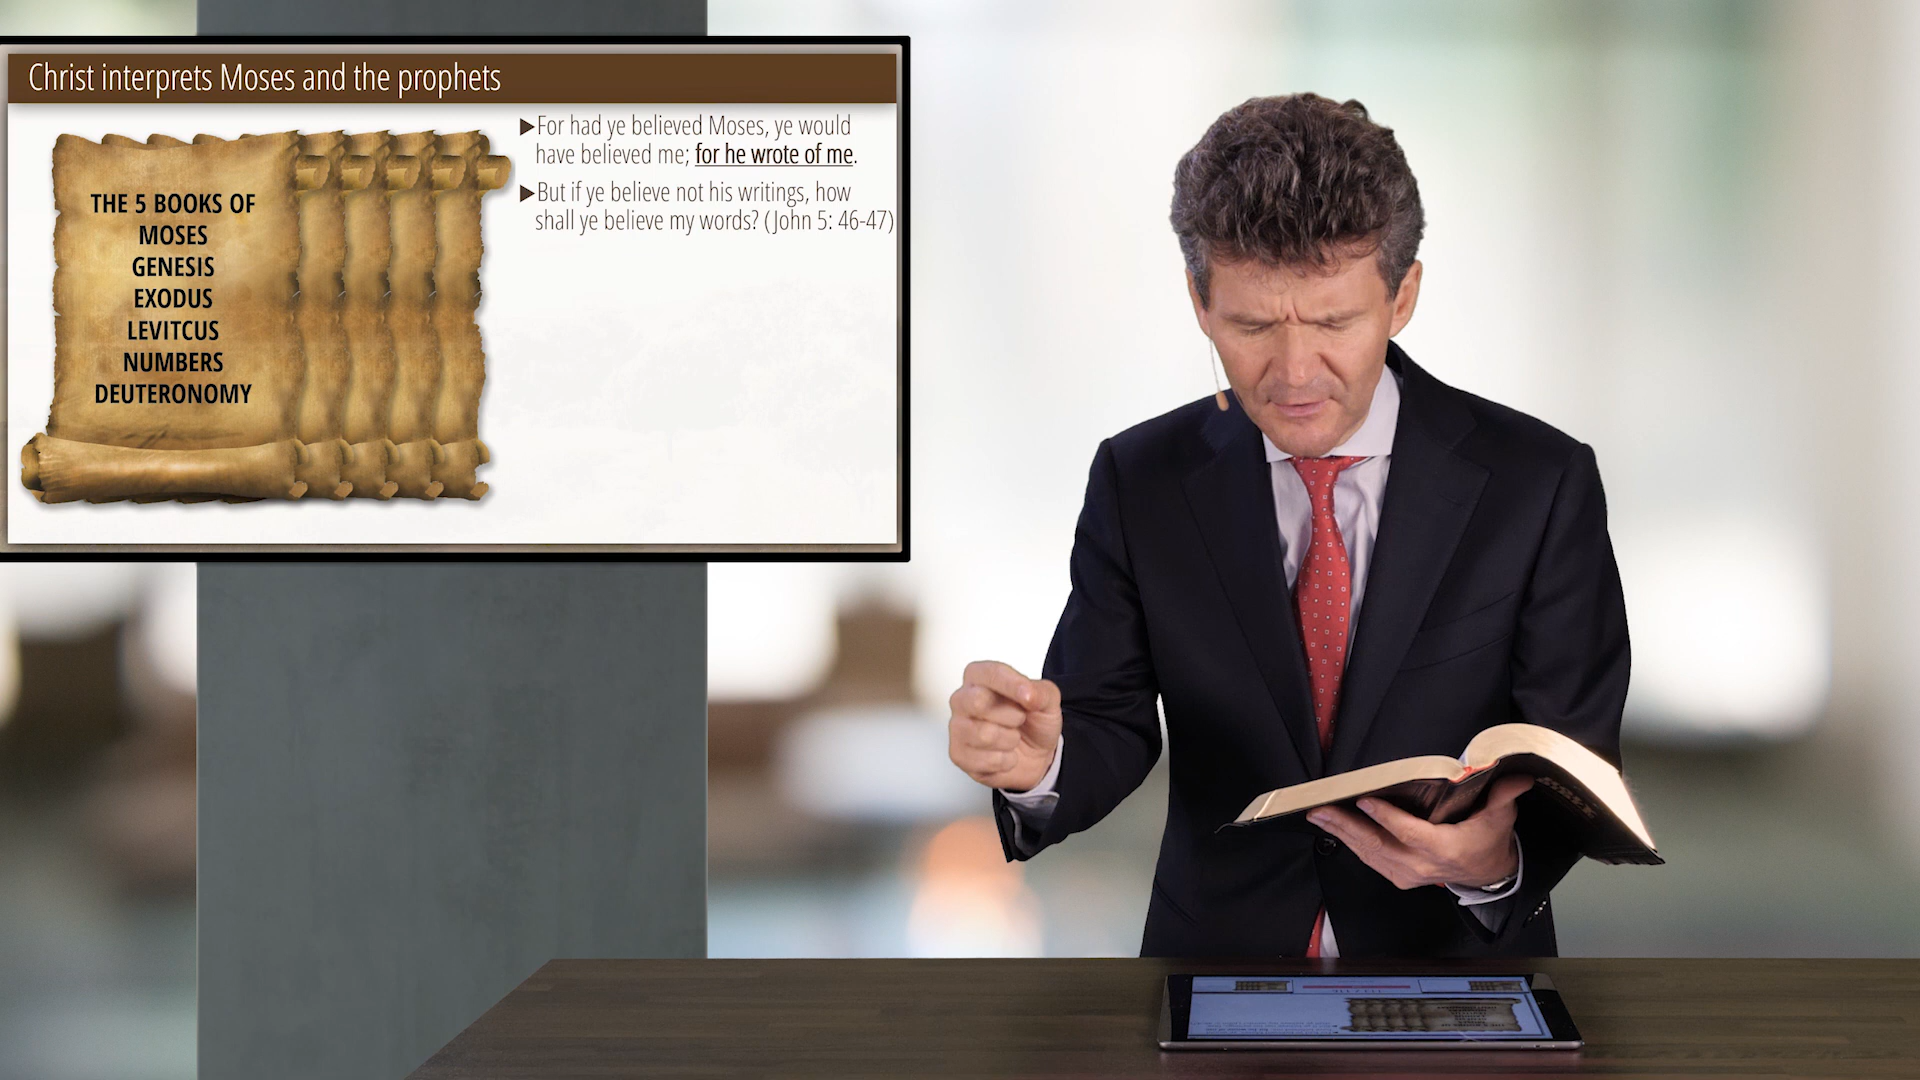 Christ interprets Moses and the prophets
THE 5 BOOKS OF
MOSES
GENESIS
EXODUS
LEVITCUS
NUMBERS
DEUTERONOMY
▶For had ye believed Moses, ye would
have believed me; for he wrote of me.
▶But if ye believe not his writings, how
shall ye believe my words? (John 5: 46-47)
BIBLE